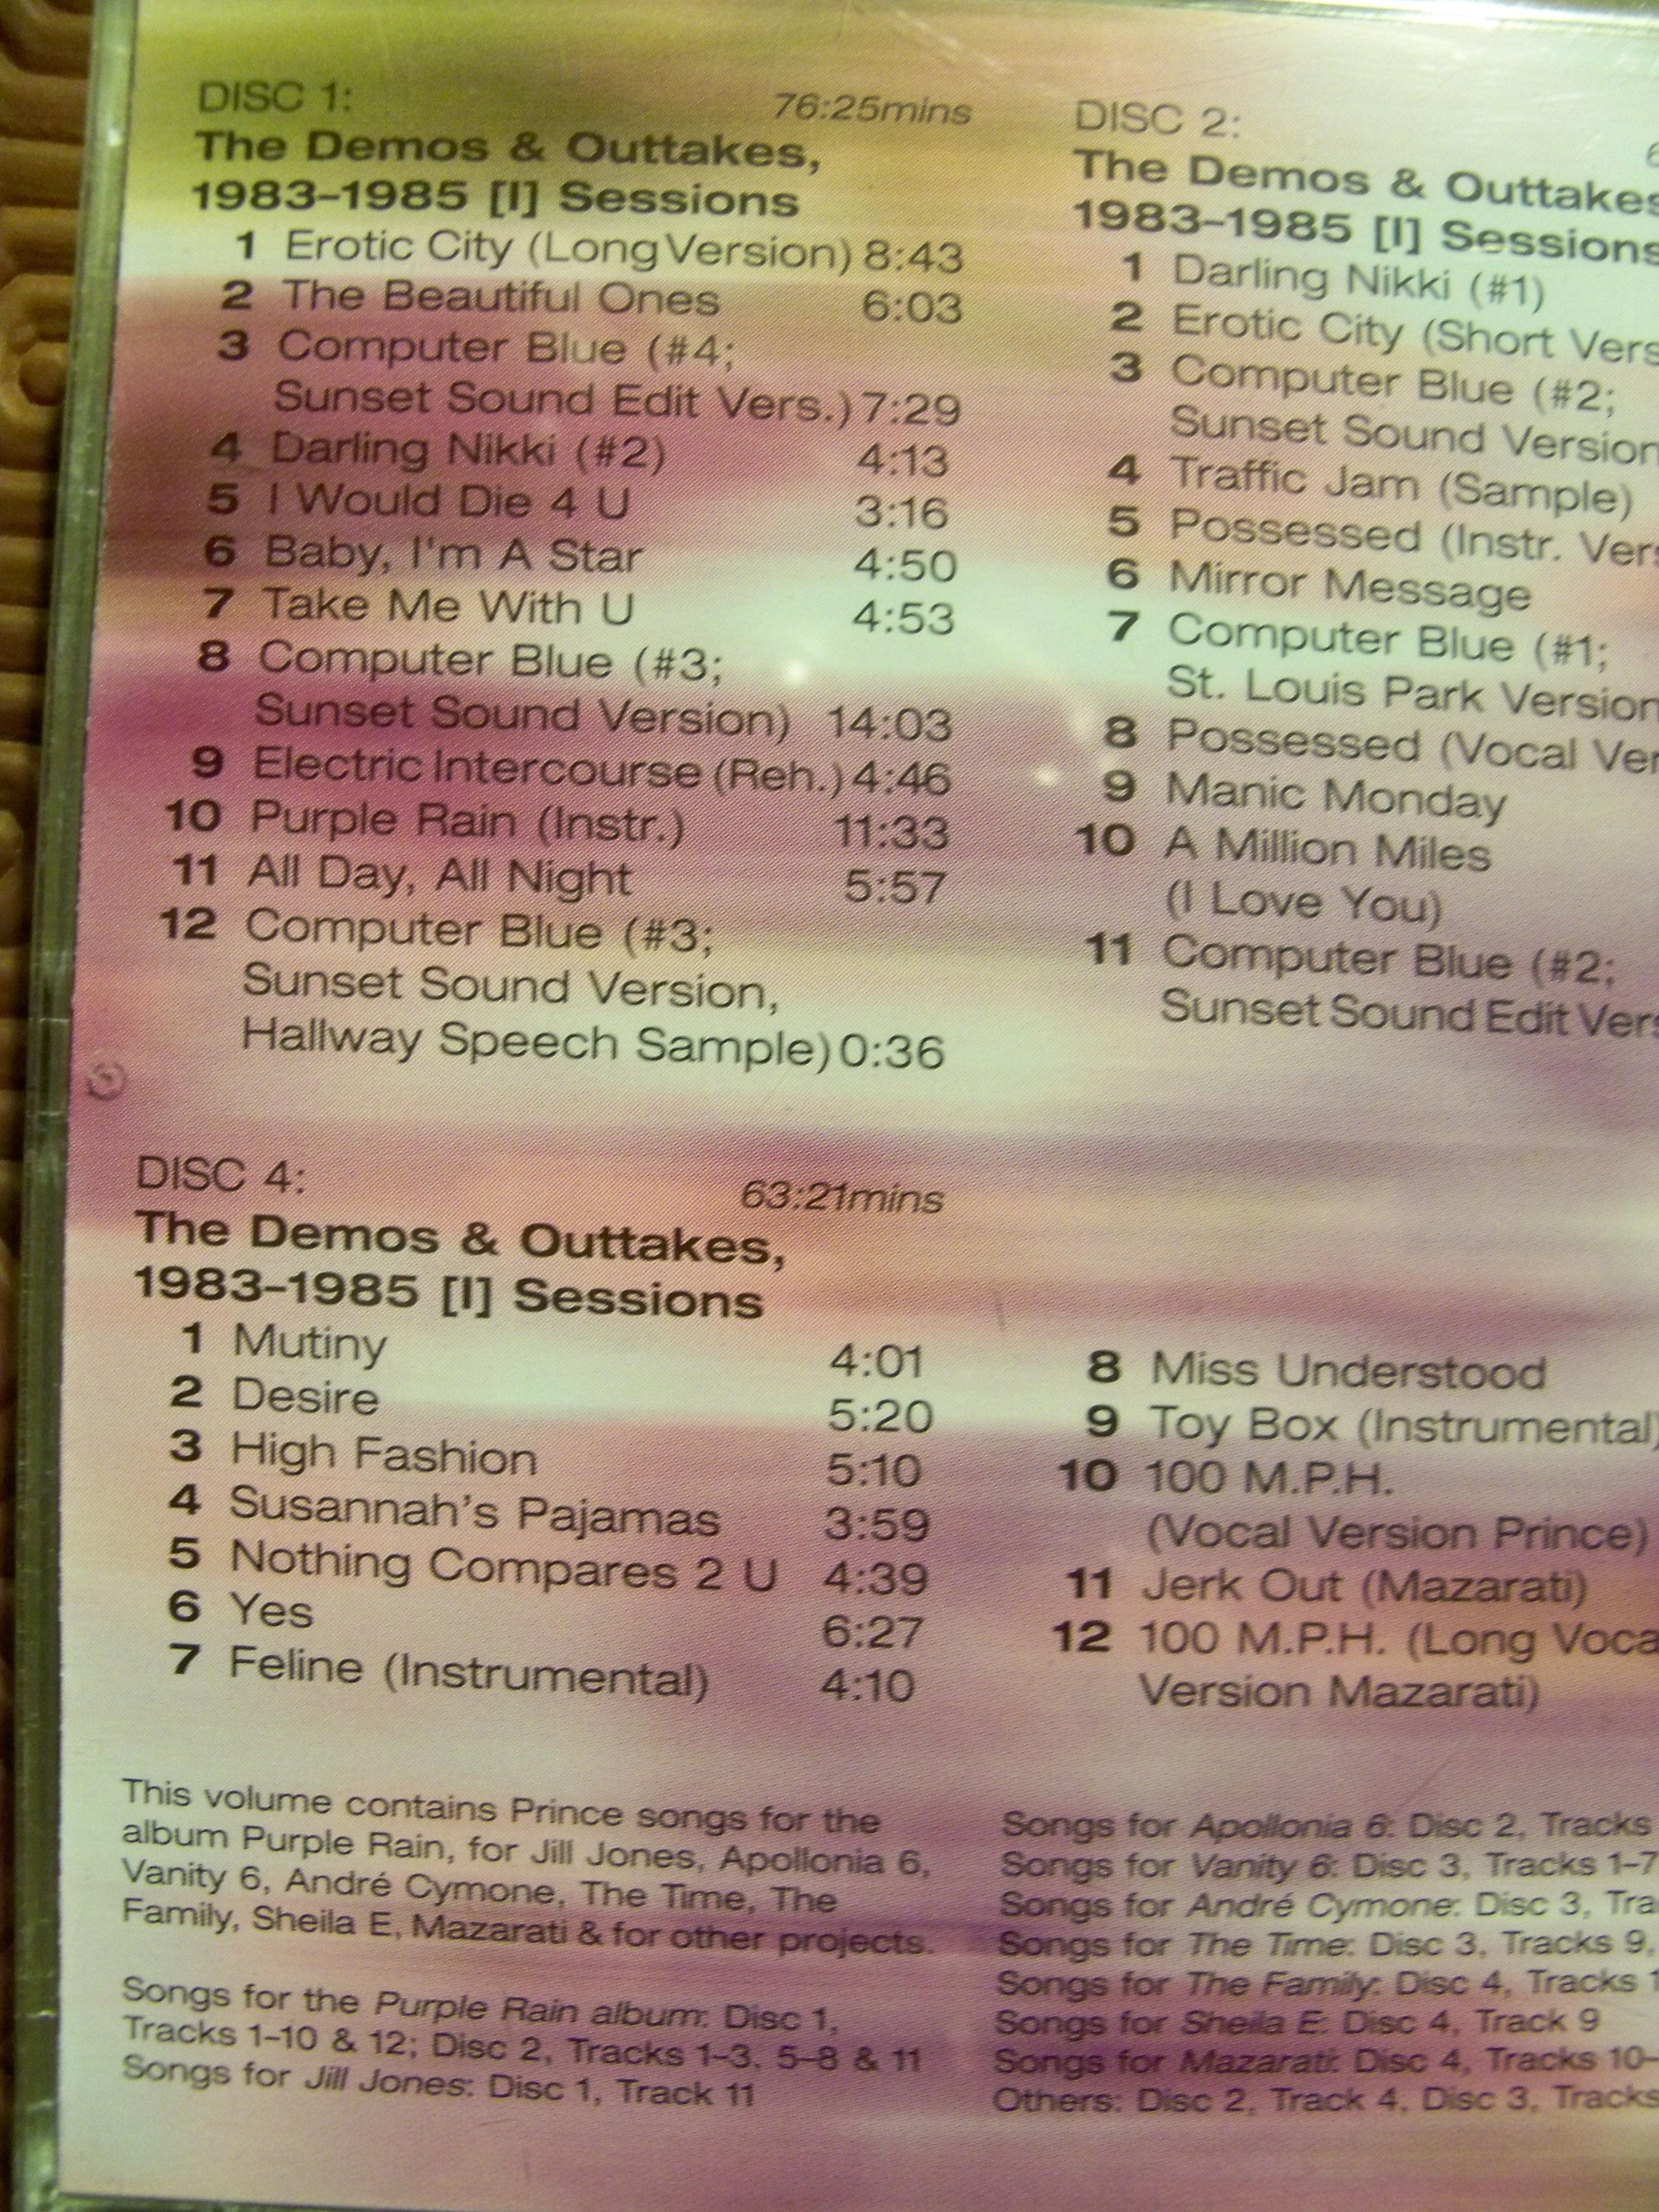 DISC 1:
76:25mins
The Demos & Outtakes,
1983–1985 [I] Sessions
1 Erotic City (Long Version) 8:43
2 The Beautiful Ones 6:03
3 Computer Blue (#4;
Sunset Sound Edit Vers.) 7:29
4 Darling Nikki (#2) 4:13
5 I Would Die 4 U 3:16
6 Baby, I'm A Star 4:50
7 Take Me With U 4:53
8 Computer Blue (#3;
Sunset Sound Version) 14:03
9 Electric Intercourse (Reh.) 4:46
10 Purple Rain (Instr.) 11:33
11 All Day, All Night 5:57
12 Computer Blue (#3;
Sunset Sound Version,
Hallway Speech Sample) 0:36
DISC 2:
The Demos & Outtakes
1983–1985 [I] Sessions
1 Darling Nikki (#1)
2 Erotic City (Short Vers
3 Computer Blue (#2;
Sunset Sound Version
4 Traffic Jam (Sample)
5 Possessed (Instr. Vers
6 Mirror Message
7 Computer Blue (#1;
St. Louis Park Version
8 Possessed (Vocal Ver
9 Manic Monday
10 A Million Miles
(I Love You)
11 Computer Blue (#2;
Sunset Sound Edit Vers
DISC 4:
63:21mins
The Demos & Outtakes,
1983–1985 [I] Sessions
1 Mutiny 4:01
2 Desire 5:20
3 High Fashion 5:10
4 Susannah's Pajamas 3:59
5 Nothing Compares 2 U 4:39
6 Yes 6:27
7 Feline (Instrumental) 4:10
8 Miss Understood
9 Toy Box (Instrumental)
10 100 M.P.H.
(Vocal Version Prince)
11 Jerk Out (Mazarati)
12 100 M.P.H. (Long Voca
Version Mazarati)
This volume contains Prince songs for the
album Purple Rain, for Jill Jones, Apollonia 6,
Vanity 6, André Cymone, The Time, The
Family, Sheila E, Mazarati & for other projects.
Songs for the Purple Rain album: Disc 1,
Tracks 1–10 & 12; Disc 2, Tracks 1–3, 5–8 & 11
Songs for Jill Jones: Disc 1, Track 11
Songs for Apollonia 6: Disc 2, Tracks
Songs for Vanity 6: Disc 3, Tracks 1–7
Songs for André Cymone: Disc 3, Tra
Songs for The Time: Disc 3, Tracks 9,
Songs for The Family: Disc 4, Tracks 1
Songs for Sheila E: Disc 4, Track 9
Songs for Mazarati: Disc 4, Tracks 10–
Others: Disc 2, Track 4, Disc 3, Tracks